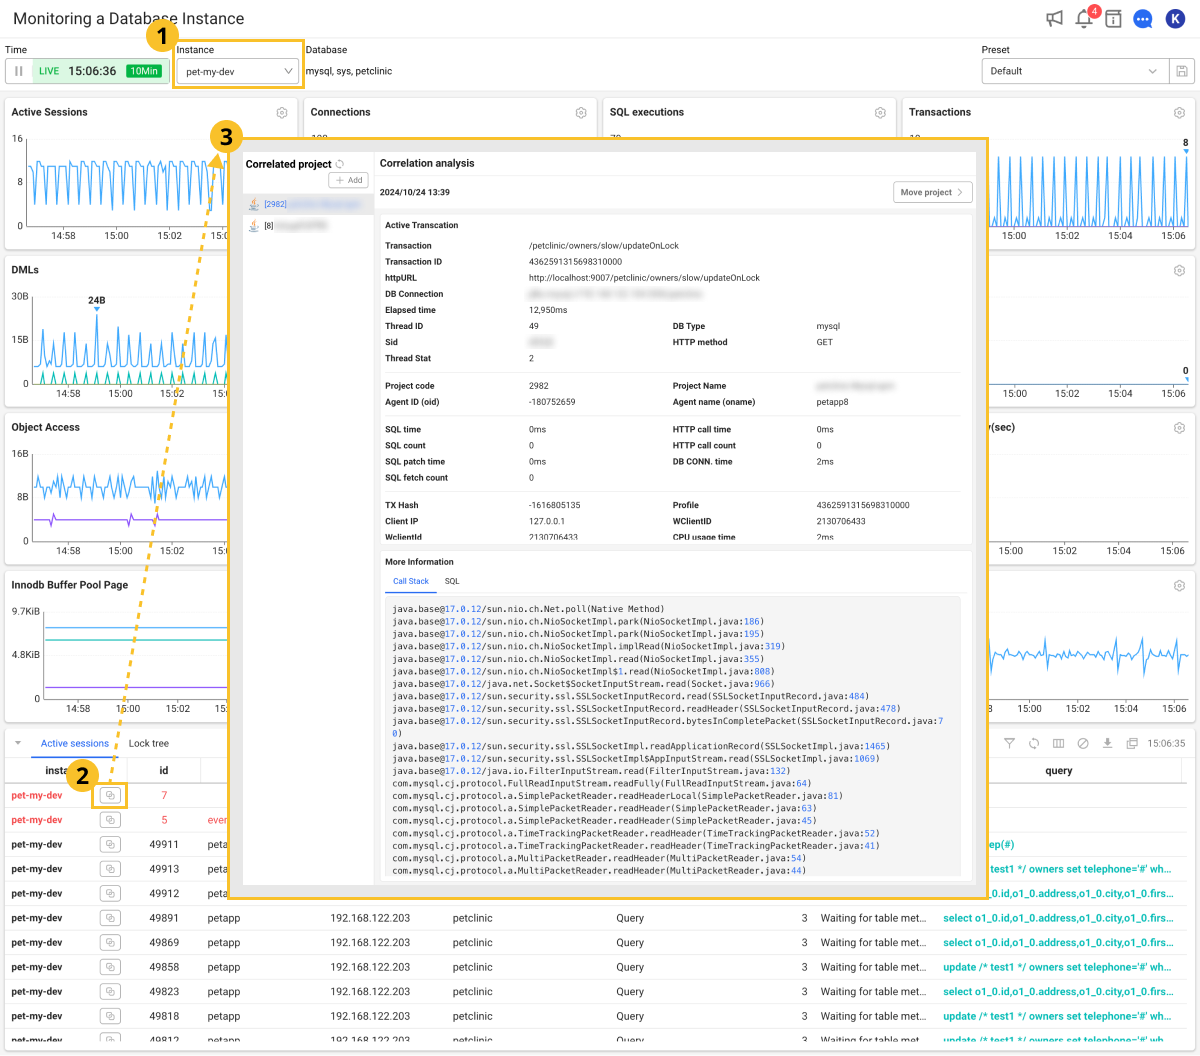 Monitoring a Database Instance
4
K
1
Time
Instance
Database
Preset
LIVE 15:06:36 10Min
pet-my-dev
mysql, sys, petclinic
Default
Active Sessions
Connections
SQL executions
Transactions
16
8
0
14:58 15:00 15:02
8
15:00 15:02 15:04 15:06
3
Correlated project
Add
[2982]
[8]
Correlation analysis
2024/10/24 13:39
Move project
Active Transcation
Transaction /petclinic/owners/slow/updateOnLock
Transaction ID 4362591315698310000
httpURL http://localhost:9007/petclinic/owners/slow/updateOnLock
DB Connection
Elapsed time 12,950ms
Thread ID 49 DB Type mysql
Sid HTTP method GET
Thread Stat 2
Project code 2982 Project Name
Agent ID (oid) -180752659 Agent name (oname) petapp8
SQL time 0ms HTTP call time 0ms
SQL count 0 HTTP call count 0
SQL patch time 0ms DB CONN. time 2ms
SQL fetch count 0
TX Hash -1616805135 Profile 4362591315698310000
Client IP 127.0.0.1 WClientID 2130706433
WclientId 2130706433 CPU usage time 2ms
More Information
Call Stack SQL
java.base@17.0.12/sun.nio.ch.Net.poll(Native Method)
java.base@17.0.12/sun.nio.ch.NioSocketImpl.park(NioSocketImpl.java:186)
java.base@17.0.12/sun.nio.ch.NioSocketImpl.park(NioSocketImpl.java:195)
java.base@17.0.12/sun.nio.ch.NioSocketImpl.implRead(NioSocketImpl.java:319)
java.base@17.0.12/sun.nio.ch.NioSocketImpl.read(NioSocketImpl.java:355)
java.base@17.0.12/sun.nio.ch.NioSocketImpl$1.read(NioSocketImpl.java:808)
java.base@17.0.12/java.net.Socket$SocketInputStream.read(Socket.java:966)
java.base@17.0.12/sun.security.ssl.SSLSocketInputRecord.read(SSLSocketInputRecord.java:484)
java.base@17.0.12/sun.security.ssl.SSLSocketInputRecord.readHeader(SSLSocketInputRecord.java:478)
java.base@17.0.12/sun.security.ssl.SSLSocketInputRecord.bytesInCompletePacket(SSLSocketInputRecord.java:7
0)
java.base@17.0.12/sun.security.ssl.SSLSocketImpl.readApplicationRecord(SSLSocketImpl.java:1465)
java.base@17.0.12/sun.security.ssl.SSLSocketImpl$AppInputStream.read(SSLSocketImpl.java:1069)
java.base@17.0.12/java.io.FilterInputStream.read(FilterInputStream.java:132)
com.mysql.cj.protocol.FullReadInputStream.readFully(FullReadInputStream.java:64)
com.mysql.cj.protocol.a.SimplePacketReader.readHeaderLocal(SimplePacketReader.java:81)
com.mysql.cj.protocol.a.SimplePacketReader.readHeader(SimplePacketReader.java:63)
com.mysql.cj.protocol.a.SimplePacketReader.readHeader(SimplePacketReader.java:45)
com.mysql.cj.protocol.a.TimeTrackingPacketReader.readHeader(TimeTrackingPacketReader.java:52)
com.mysql.cj.protocol.a.TimeTrackingPacketReader.readHeader(TimeTrackingPacketReader.java:41)
com.mysql.cj.protocol.a.MultiPacketReader.readHeader(MultiPacketReader.java:54)
com.mysql.cj.protocol.a.MultiPacketReader.readHeader(MultiPacketReader.java:44)
DMLs
30B
24B
15B
0
14:58 15:00 15:02
0
15:00 15:02 15:04 15:06
Object Access
16B
8B
0
14:58 15:00 15:02
(sec)
15:00 15:02 15:04 15:06
Innodb Buffer Pool Page
9.7KiB
4.8KiB
0
14:58 15:00 15:02
15:00 15:02 15:04 15:06
Active sessions Lock tree
15:06:35
2
id query
pet-my-dev 7
pet-my-dev 5
pet-my-dev 49911 ep(#)
pet-my-dev 49913 test1 */ owners set telephone='#' wh...
pet-my-dev 49912 _0.id,o1_0.address,o1_0.city,o1_0.firs...
pet-my-dev 49891 petapp 192.168.122.203 petclinic Query 3 Waiting for table met... select o1_0.id,o1_0.address,o1_0.city,o1_0.firs...
pet-my-dev 49869 petapp 192.168.122.203 petclinic Query 3 Waiting for table met... select o1_0.id,o1_0.address,o1_0.city,o1_0.firs...
pet-my-dev 49858 petapp 192.168.122.203 petclinic Query 3 Waiting for table met... update /* test1 */ owners set telephone='#' wh...
pet-my-dev 49823 petapp 192.168.122.203 petclinic Query 3 Waiting for table met... select o1_0.id,o1_0.address,o1_0.city,o1_0.firs...
pet-my-dev 49818 petapp 192.168.122.203 petclinic Query 3 Waiting for table met... update /* test1 */ owners set telephone='#' wh...
pet-my-dev 49812 petapp 192.168.122.203 petclinic Query 3 Waiting for table met... update /* test1 */ owners set telephone='#' wh...